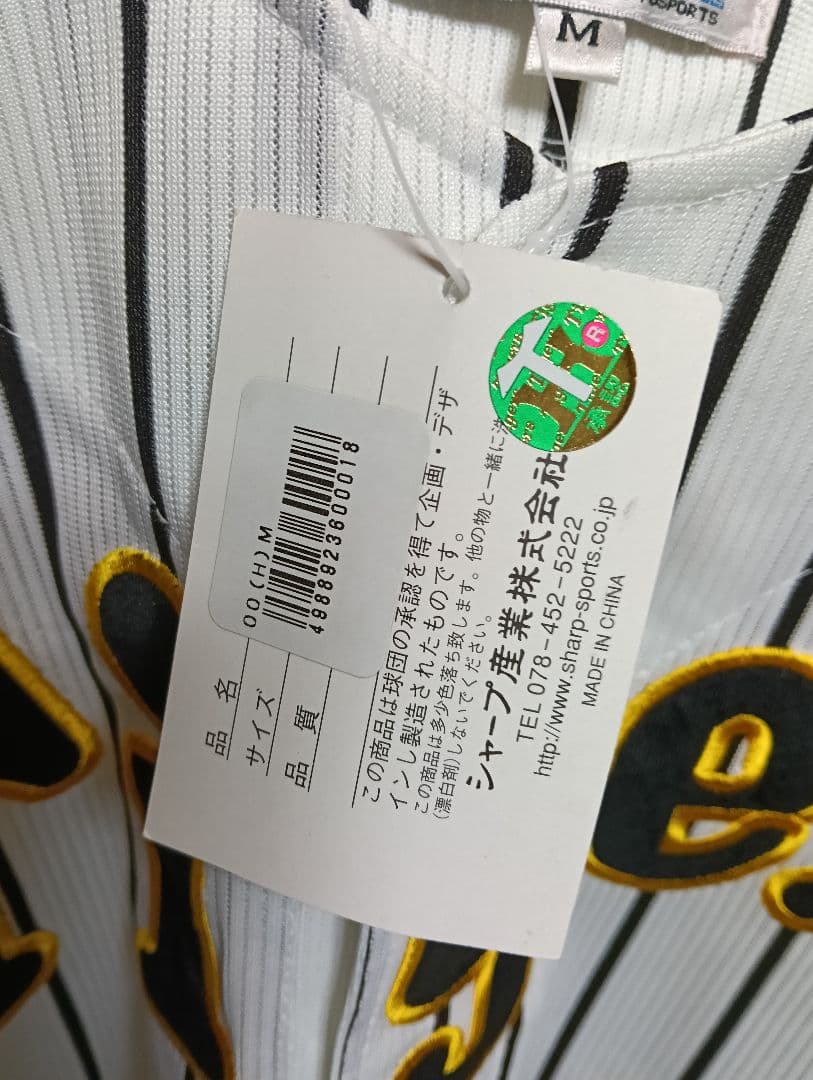 OSPORTS
M
00(H)M
4988923600018
品 名
サイズ
品 質
この商品は球団の承認を得て企画・デザ
インし製造されたものです。
この商品は多少色落ち致します。他の物と一緒に洗
(漂白剤)しないでください。
シャープ産業株式会社
TEL 078-452-5222
http://www.sharp-sports.co.jp
MADE IN CHINA
承認
R